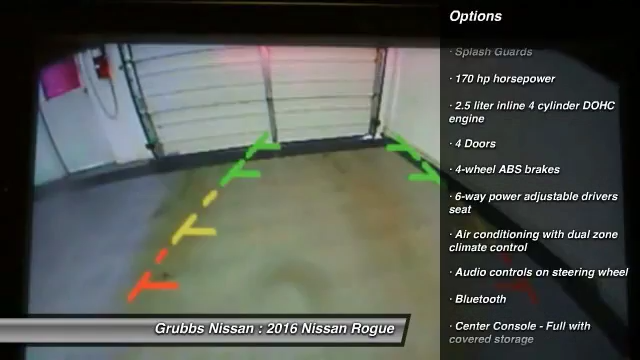 Options
· Splash Guards
· 170 hp horsepower
· 2.5 liter inline 4 cylinder DOHC
engine
· 4 Doors
· 4-wheel ABS brakes
· 6-way power adjustable drivers
seat
· Air conditioning with dual zone
climate control
· Audio controls on steering wheel
· Bluetooth
· Center Console - Full with
covered storage
Grubbs Nissan : 2016 Nissan Rogue